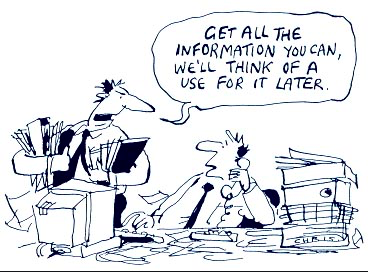 GET ALL THE
INFORMATION YOU CAN,
WE'LL THINK OF A
USE FOR IT LATER.
CHRIS